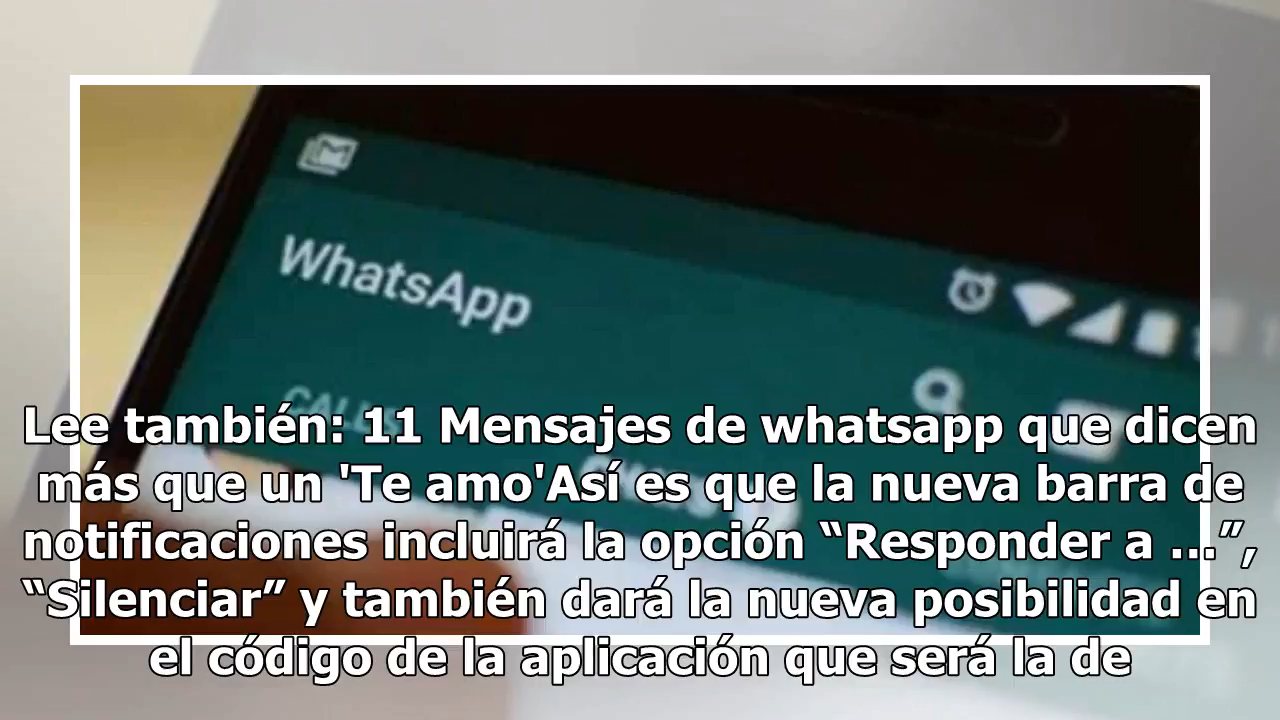 WhatsApp
Lee también: 11 Mensajes de whatsapp que dicen
más que un 'Te amo'Así es que la nueva barra de
notificaciones incluirá la opción “Responder a ...”,
“Silenciar” y también dará la nueva posibilidad en
el código de la aplicación que será la de